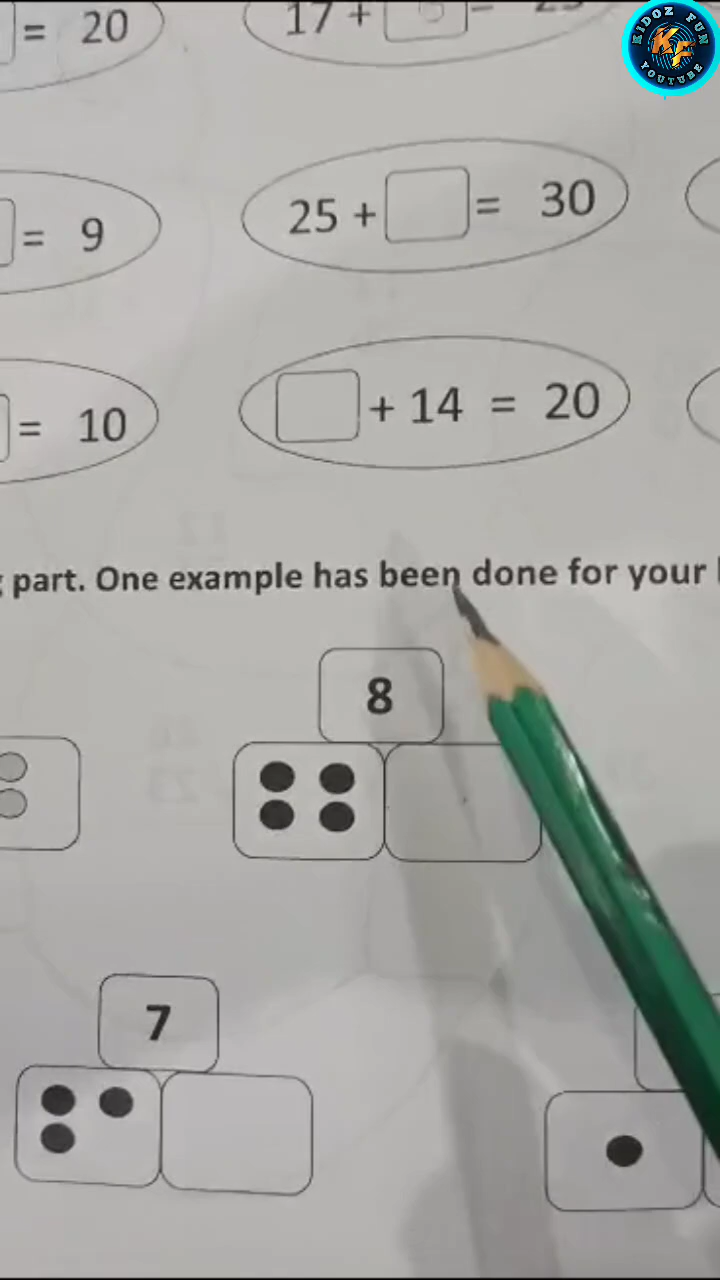 KIDOZ FUN
KF
YOUTUBE
= 20
17 + =
= 9
25 + = 30
= 10
+ 14 = 20
part. One example has been done for your
8
7